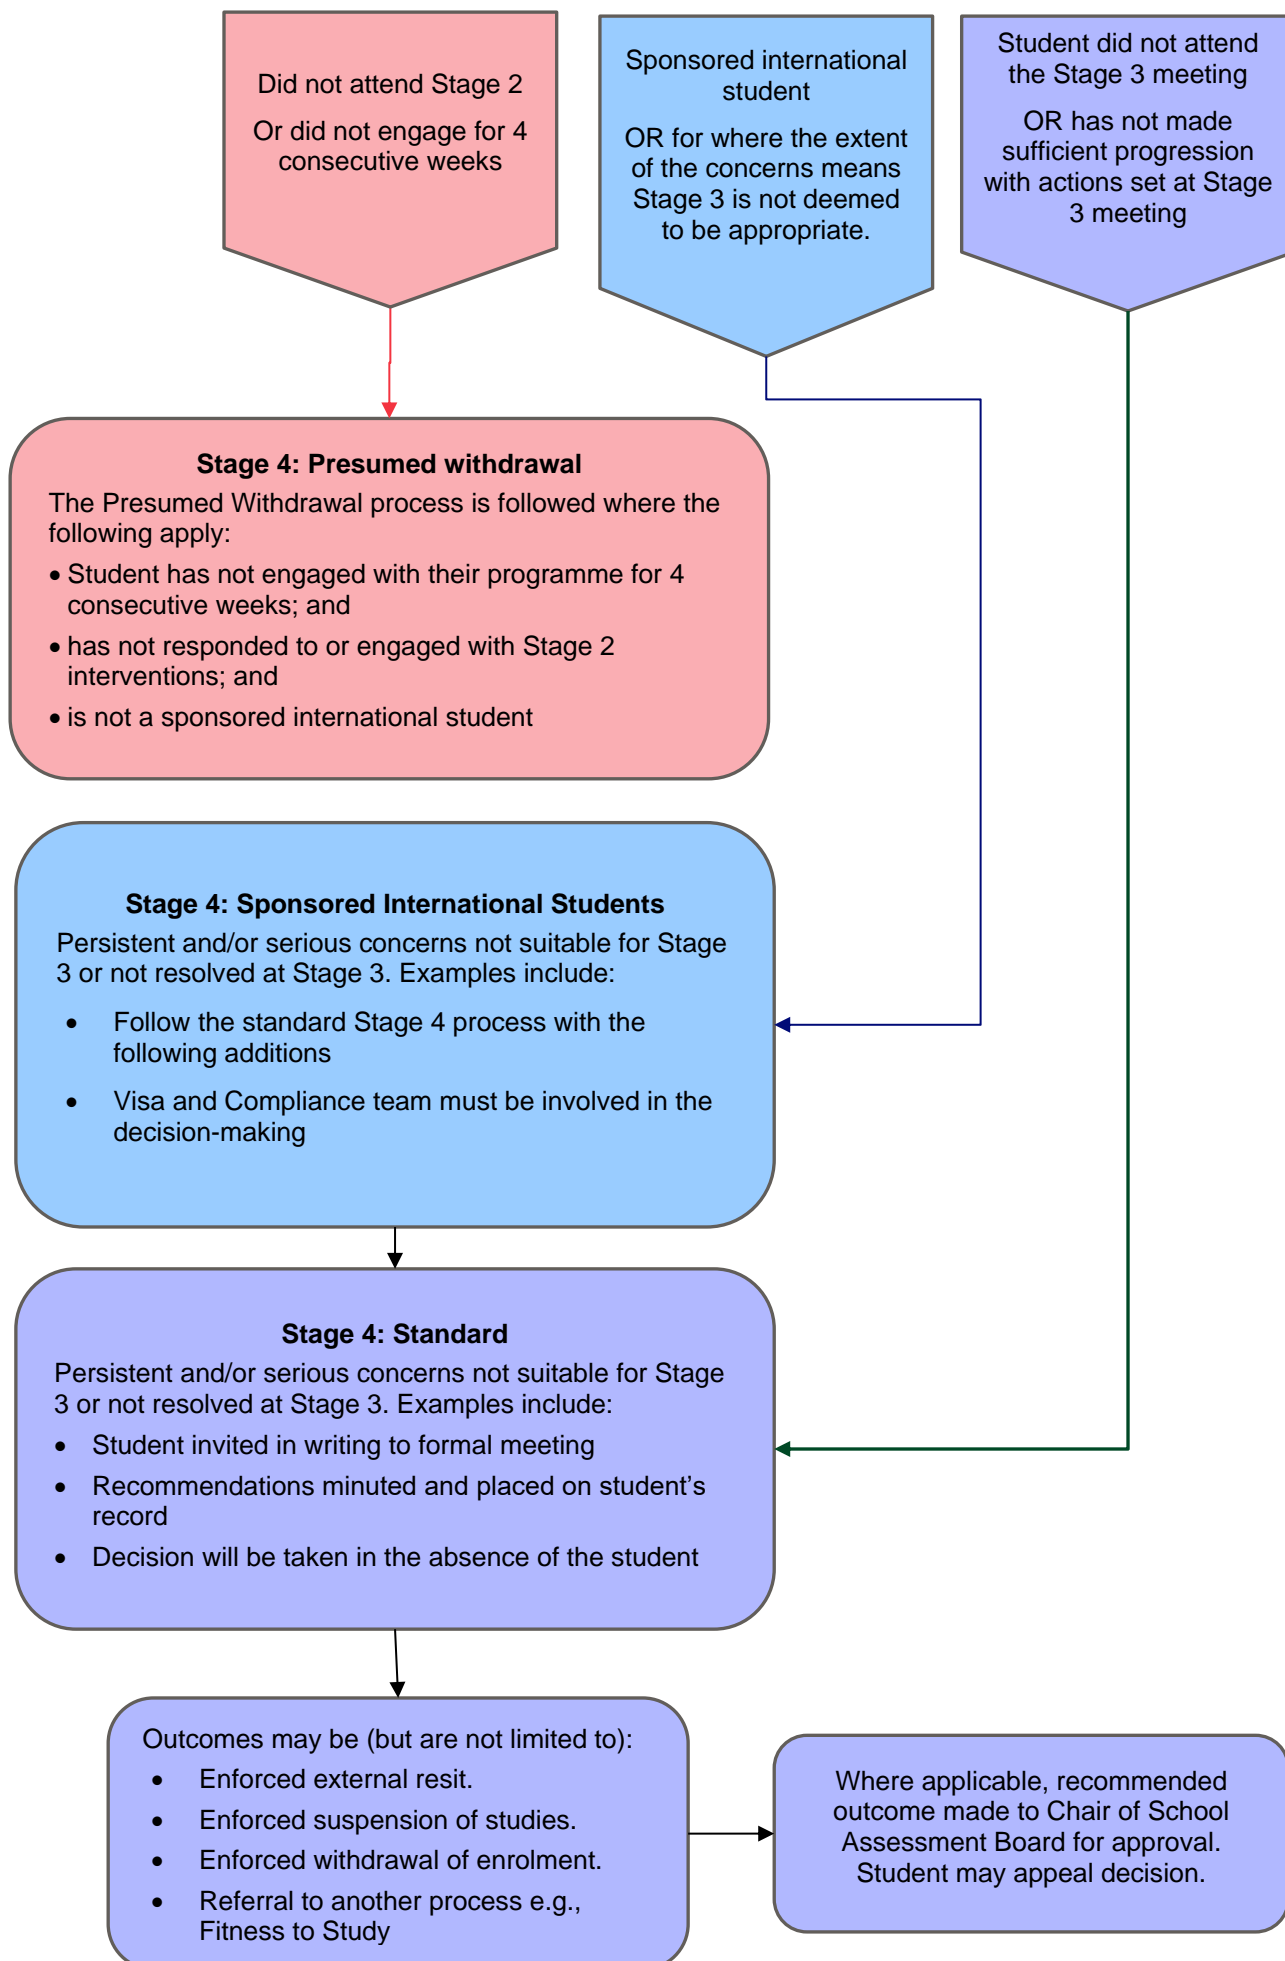 Did not attend Stage 2
Or did not engage for 4
consecutive weeks
Sponsored international
student
OR for where the extent
of the concerns means
Stage 3 is not deemed
to be appropriate.
Student did not attend
the Stage 3 meeting
OR has not made
sufficient progression
with actions set at Stage
3 meeting
Stage 4: Presumed withdrawal
The Presumed Withdrawal process is followed where the
following apply:
• Student has not engaged with their programme for 4
consecutive weeks; and
• has not responded to or engaged with Stage 2
interventions; and
• is not a sponsored international student
Stage 4: Sponsored International Students
Persistent and/or serious concerns not suitable for Stage
3 or not resolved at Stage 3. Examples include:
• Follow the standard Stage 4 process with the
following additions
• Visa and Compliance team must be involved in the
decision-making
Stage 4: Standard
Persistent and/or serious concerns not suitable for Stage
3 or not resolved at Stage 3. Examples include:
• Student invited in writing to formal meeting
• Recommendations minuted and placed on student’s
record
• Decision will be taken in the absence of the student
Outcomes may be (but are not limited to):
• Enforced external resit.
• Enforced suspension of studies.
• Enforced withdrawal of enrolment.
• Referral to another process e.g.,
Fitness to Study
Where applicable, recommended
outcome made to Chair of School
Assessment Board for approval.
Student may appeal decision.